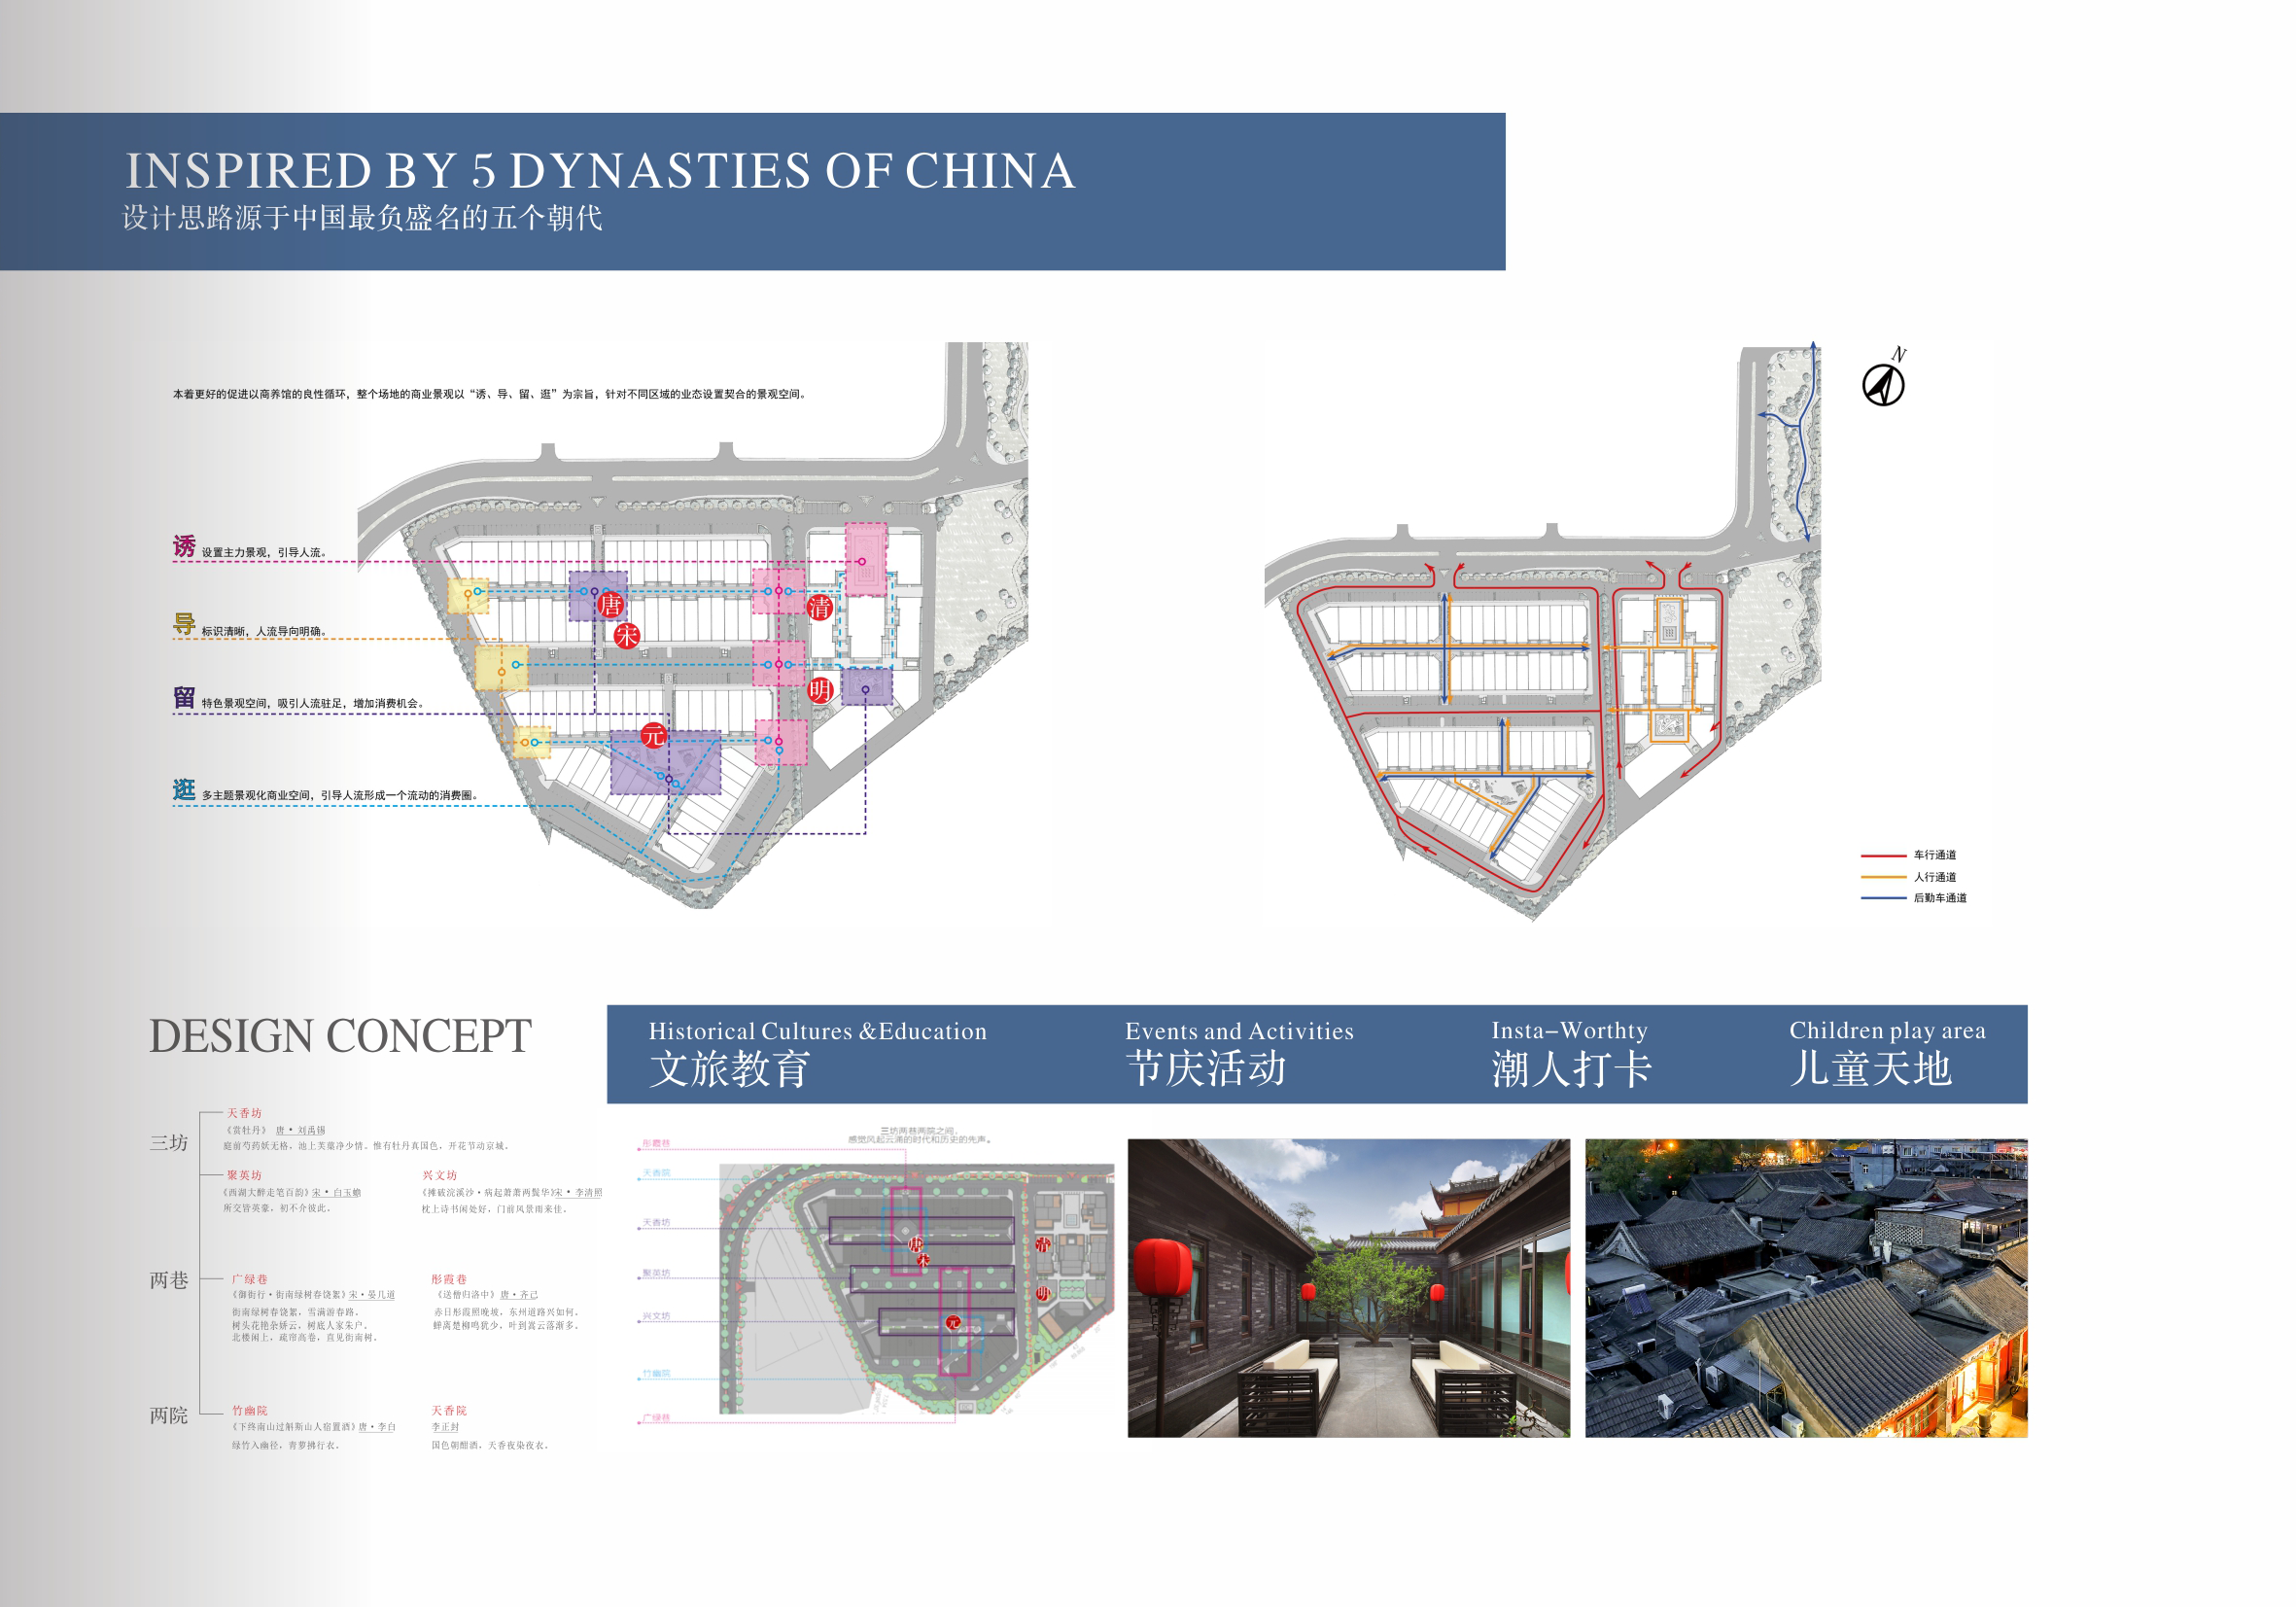 INSPIRED BY 5 DYNASTIES OF CHINA
设计思路源于中国最负盛名的五个朝代
本着更好的促进以商养馆的良性循环，整个场地的商业景观以“诱、导、留、逛”为宗旨，针对不同区域的业态设置契合的景观空间。
N
诱 设置主力景观，引导人流。
导 标识清晰，人流导向明确。
留 特色景观空间，吸引人流驻足，增加消费机会。
逛 多主题景观化商业空间，引导人流形成一个流动的消费圈。
唐
宋
清
明
元
车行通道
人行通道
后勤车通道
DESIGN CONCEPT
Historical Cultures &Education
文旅教育
Events and Activities
节庆活动
Insta-Worthty
潮人打卡
Children play area
儿童天地
三坊
天香坊
《赏牡丹》 唐·刘禹锡
庭前芍药妖无格，池上芙蕖净少情。惟有牡丹真国色，开花节动京城。
聚英坊
《西湖大醉走笔百韵》宋·白玉蟾
所交皆英豪，初不介彼此。
兴文坊
《摊破浣溪沙·病起萧萧两鬓华》宋·李清照
枕上诗书闲处好，门前风景雨来佳。
两巷
广绿巷
《御街行·街南绿树春饶絮》宋·晏几道
街南绿树春饶絮，雪满游春路。
树头花艳杂娇云，树底人家朱户。
北楼闲上，疏帘高卷，直见街南树。
彤霞巷
《送僧归洛中》 唐·齐己
赤日彤霞照晚坡，东州道路兴如何。
蝉离楚柳鸣犹少，叶到嵩云落渐多。
两院
竹幽院
《下终南山过斛斯山人宿置酒》唐·李白
绿竹入幽径，青萝拂行衣。
天香院
李正封
国色朝酣酒，天香夜染夜衣。
三坊两巷两院之间，
感觉风起云涌的时代和历史的先声。
彤霞巷
天香院
天香坊
聚英坊
兴文坊
竹幽院
广绿巷
唐
宋
清
明
元